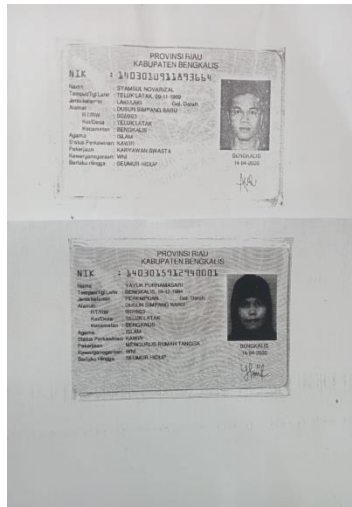 PROVINSI RIAU
KABUPATEN BENGKALIS
NIK : 1403010911893664
Nama : SYAMSUL NOVARIZAL
Tempat/Tgl Lahir : TELUK LATAK, 09-11-1989
Jenis kelamin : LAKI-LAKI Gol. Darah
Alamat : DUSUN SIMPANG BARU
RT/RW
Kel/Desa : TELUK LATAK
Kecamatan : BENGKALIS
Agama : ISLAM
Status Perkawinan : KAWIN
Pekerjaan : KARYAWAN SWASTA
Kewarganegaraan : WNI
Berlaku Hingga : SEUMUR HIDUP
BENGKALIS
14-04-2020
PROVINSI RIAU
KABUPATEN BENGKALIS
NIK : 1403015912940001
Nama : YAYUK PURNAMASARI
Tempat/Tgl Lahir : BENGKALIS, 19-12-1994
Jenis Kelamin : PEREMPUAN Gol. Darah
Alamat : DUSUN SIMPANG BARU
RT/RW
Kel/Desa : TELUK LATAK
Kecamatan : BENGKALIS
Agama : ISLAM
Status Perkawinan : KAWIN
Pekerjaan : MENGURUS RUMAH TANGGA
Kewarganegaraan : WNI
Berlaku Hingga : SEUMUR HIDUP
BENGKALIS
14-04-2020